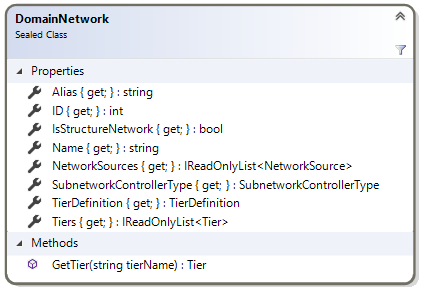 DomainNetwork
Sealed Class
Properties
Alias { get; } : string
ID { get; } : int
IsStructureNetwork { get; } : bool
Name { get; } : string
NetworkSources { get; } : IReadOnlyList<NetworkSource>
SubnetworkControllerType { get; } : SubnetworkControllerType
TierDefinition { get; } : TierDefinition
Tiers { get; } : IReadOnlyList<Tier>
Methods
GetTier(string tierName) : Tier